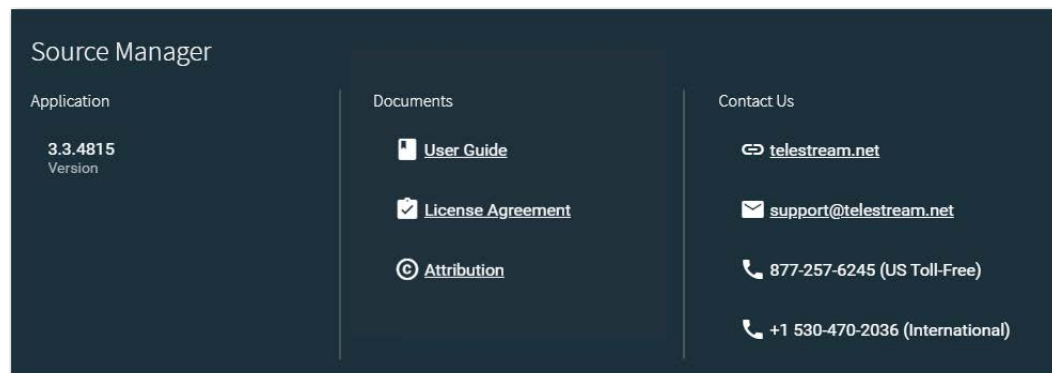 Source Manager
Application
3.3.4815
Version
Documents
User Guide
License Agreement
Attribution
Contact Us
telestream.net
support@telestream.net
877-257-6245 (US Toll-Free)
+1 530-470-2036 (International)